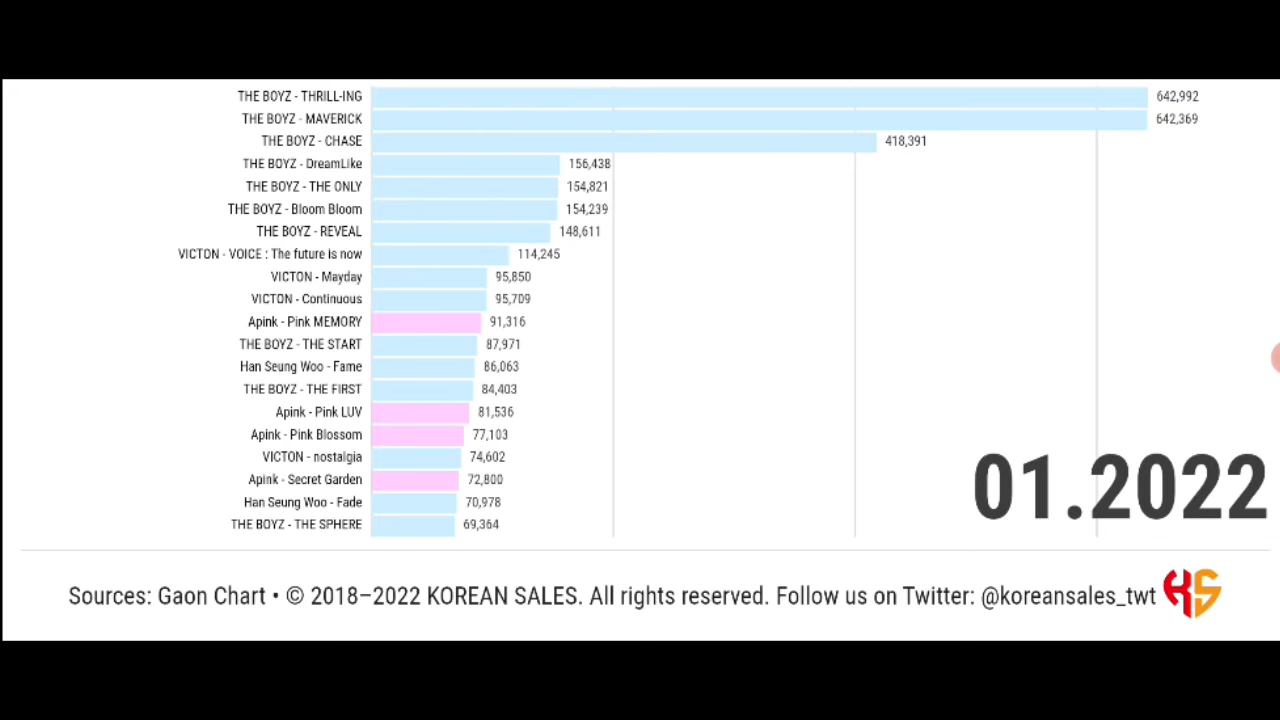 THE BOYZ - THRILL-ING 642,992
THE BOYZ - MAVERICK 642,369
THE BOYZ - CHASE 418,391
THE BOYZ - DreamLike 156,438
THE BOYZ - THE ONLY 154,821
THE BOYZ - Bloom Bloom 154,239
THE BOYZ - REVEAL 148,611
VICTON - VOICE : The future is now 114,245
VICTON - Mayday 95,850
VICTON - Continuous 95,709
Apink - Pink MEMORY 91,316
THE BOYZ - THE START 87,971
Han Seung Woo - Fame 86,063
THE BOYZ - THE FIRST 84,403
Apink - Pink LUV 81,536
Apink - Pink Blossom 77,103
VICTON - nostalgia 74,602
Apink - Secret Garden 72,800
Han Seung Woo - Fade 70,978
THE BOYZ - THE SPHERE 69,364
01.2022
Sources: Gaon Chart • © 2018–2022 KOREAN SALES. All rights reserved. Follow us on Twitter: @koreansales_twt KS